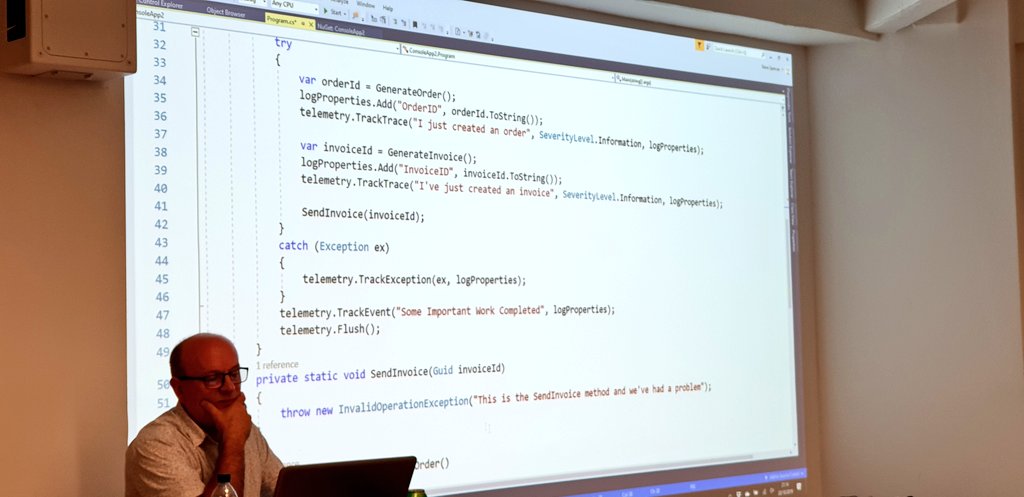 Control Explorer
Object Browser
Any CPU
Start
Window
Help
ConsoleApp2
Program.cs*
NuGet: ConsoleApp2
ConsoleApp2.Program
31
32 try
33 {
34 var orderId = GenerateOrder();
35 logProperties.Add("OrderID", orderId.ToString());
36 telemetry.TrackTrace("I just created an order", SeverityLevel.Information, logProperties);
37
38 var invoiceId = GenerateInvoice();
39 logProperties.Add("InvoiceID", invoiceId.ToString());
40 telemetry.TrackTrace("I've just created an invoice", SeverityLevel.Information, logProperties);
41
42 SendInvoice(invoiceId);
43 }
44 catch (Exception ex)
45 {
46 telemetry.TrackException(ex, logProperties);
47 }
48 telemetry.TrackEvent("Some Important Work Completed", logProperties);
49 telemetry.Flush();
}
1 reference
50 private static void SendInvoice(Guid invoiceId)
51 {
throw new InvalidOperationException("This is the SendInvoice method and we've had a problem");
Order()